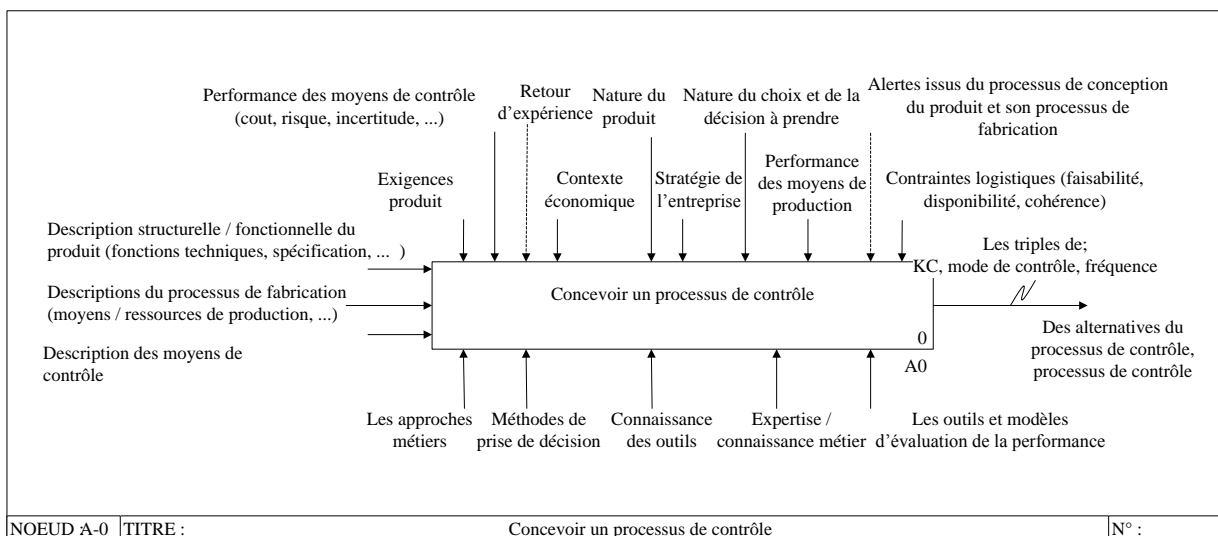 Performance des moyens de contrôle
(cout, risque, incertitude, ...)
Retour
d’expérience
Nature du
produit
Nature du choix et de la
décision à prendre
Alertes issus du processus de conception
du produit et son processus de
fabrication
Exigences
produit
Contexte
économique
Stratégie de
l’entreprise
Performance
des moyens de
production
Contraintes logistiques (faisabilité,
disponibilité, cohérence)
Description structurelle / fonctionnelle du
produit (fonctions techniques, spécification, ... )
Descriptions du processus de fabrication
(moyens / ressources de production, ...)
Description des moyens de
contrôle
Concevoir un processus de contrôle
0
A0
Les triples de;
KC, mode de contrôle, fréquence
Des alternatives du
processus de contrôle,
processus de contrôle
Les approches
métiers
Méthodes de
prise de décision
Connaissance
des outils
Expertise /
connaissance métier
Les outils et modèles
d’évaluation de la performance
NOEUD A-0 TITRE : Concevoir un processus de contrôle N° :